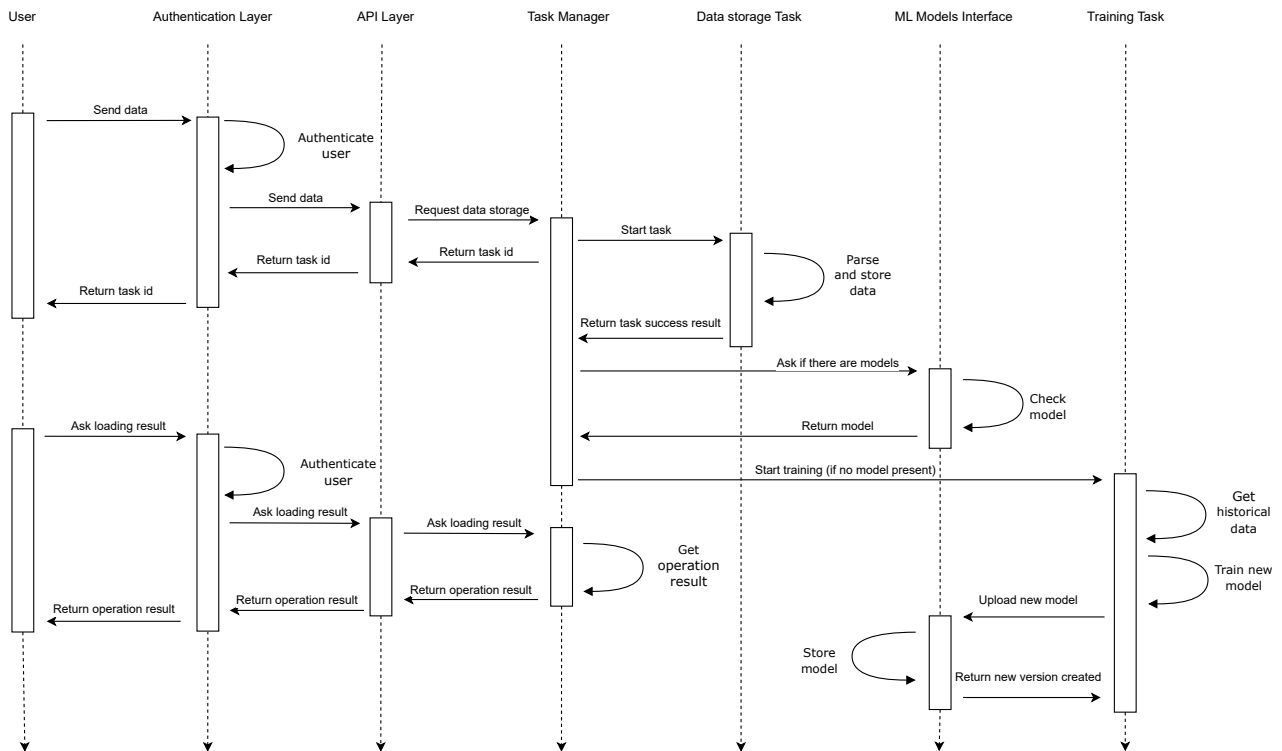 User
Authentication Layer
API Layer
Task Manager
Data storage Task
ML Models Interface
Training Task
Send data
Authenticate
user
Send data
Request data storage
Start task
Return task id
Return task id
Return task id
Parse
and store
data
Return task success result
Ask if there are models
Check
model
Return model
Ask loading result
Authenticate
user
Start training (if no model present)
Get
historical
data
Ask loading result
Ask loading result
Get
operation
result
Train new
model
Return operation result
Return operation result
Return operation result
Upload new model
Store
model
Return new version created